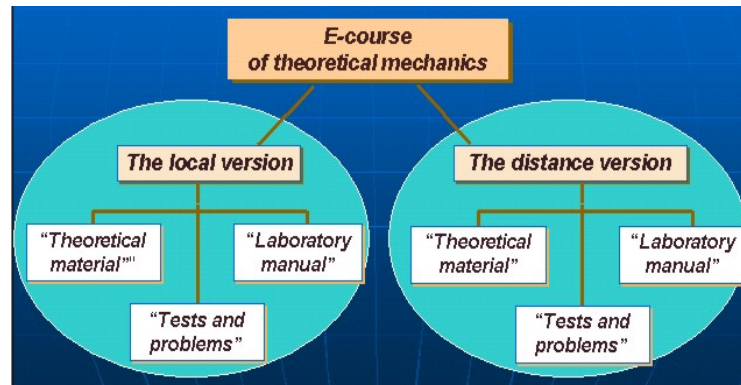 E-course
of theoretical mechanics
The local version
“Theoretical
material”"
“Laboratory
manual”
“Tests and
problems”
The distance version
“Theoretical
material”
“Laboratory
manual”
“Tests and
problems”